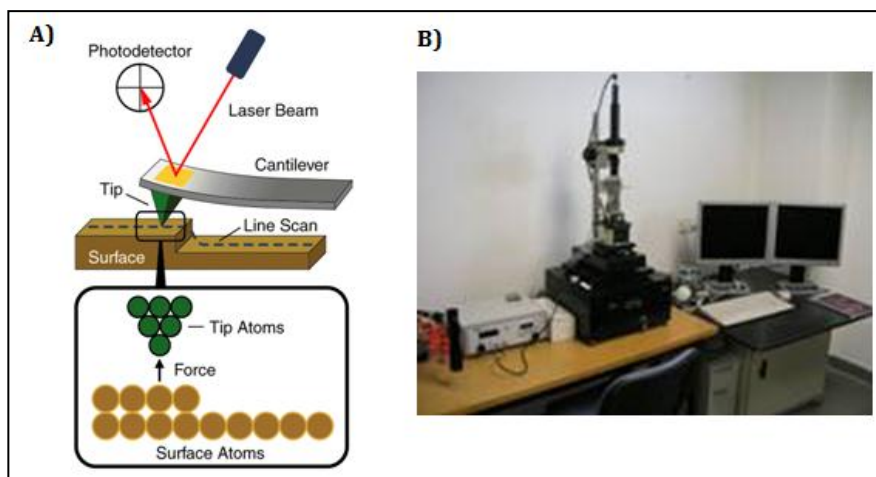 A)
Photodetector
Laser Beam
Cantilever
Tip
Line Scan
Surface
Tip Atoms
Force
Surface Atoms
B)